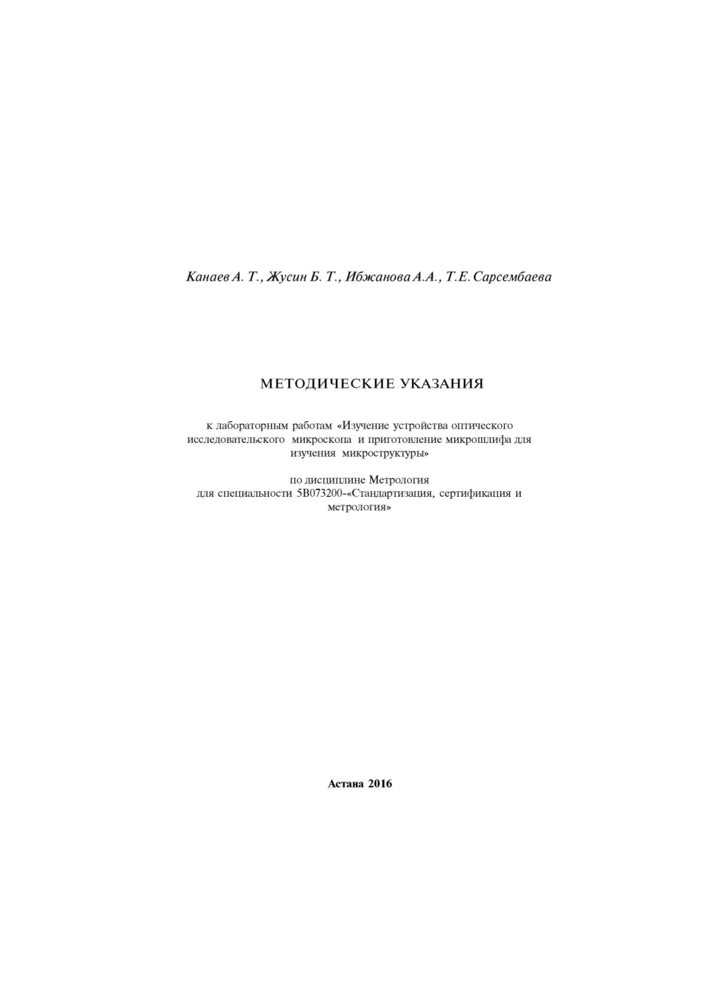 Канаев А. Т., Жусин Б. Т., Ибжанова А.А., Т.Е. Сарсембаева
МЕТОДИЧЕСКИЕ УКАЗАНИЯ
к лабораторным работам «Изучение устройства оптического
исследовательского микроскопа и приготовление микрошлифа для
изучения микроструктуры»
по дисциплине Метрология
для специальности 5В073200-«Стандартизация, сертификация и
метрология»
Астана 2016